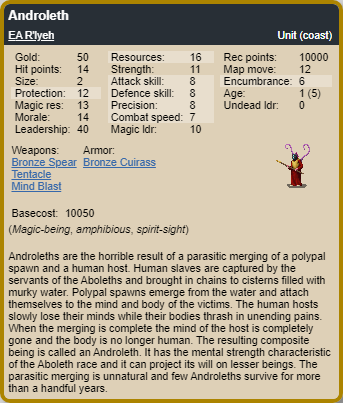 Androleth
EA R'lyeh Unit (coast)
Gold: 50 Resources: 16 Rec points: 10000
Hit points: 14 Strength: 11 Map move: 12
Size: 2 Attack skill: 8 Encumbrance: 6
Protection: 12 Defence skill: 8 Age: 1 (5)
Magic res: 13 Precision: 8 Undead ldr: 0
Morale: 14 Combat speed: 7
Leadership: 40 Magic ldr: 10
Weapons: Armor:
Bronze Spear Bronze Cuirass
Tentacle
Mind Blast
Basecost: 10050
(Magic-being, amphibious, spirit-sight)
Androleths are the horrible result of a parasitic merging of a polypal
spawn and a human host. Human slaves are captured by the
servants of the Aboleths and brought in chains to cisterns filled with
murky water. Polypal spawns emerge from the water and attach
themselves to the mind and body of the victims. The human hosts
slowly lose their minds while their bodies thrash in unending pains.
When the merging is complete the mind of the host is completely
gone and the body is no longer human. The resulting composite
being is called an Androleth. It has the mental strength characteristic
of the Aboleth race and it can project its will on lesser beings. The
parasitic merging is unnatural and few Androleths survive for more
than a handful years.